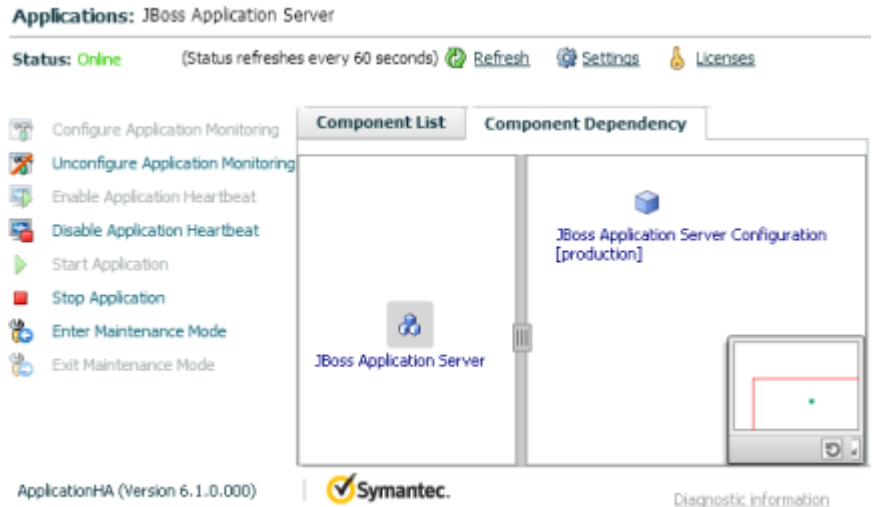 Applications: JBoss Application Server
Status: Online (Status refreshes every 60 seconds) Refresh Settings Licenses
Configure Application Monitoring
Unconfigure Application Monitoring
Enable Application Heartbeat
Disable Application Heartbeat
Start Application
Stop Application
Enter Maintenance Mode
Exit Maintenance Mode
Component List Component Dependency
JBoss Application Server
JBoss Application Server Configuration
[production]
ApplicationHA (Version 6.1.0.000)
Symantec.
Diagnostic information